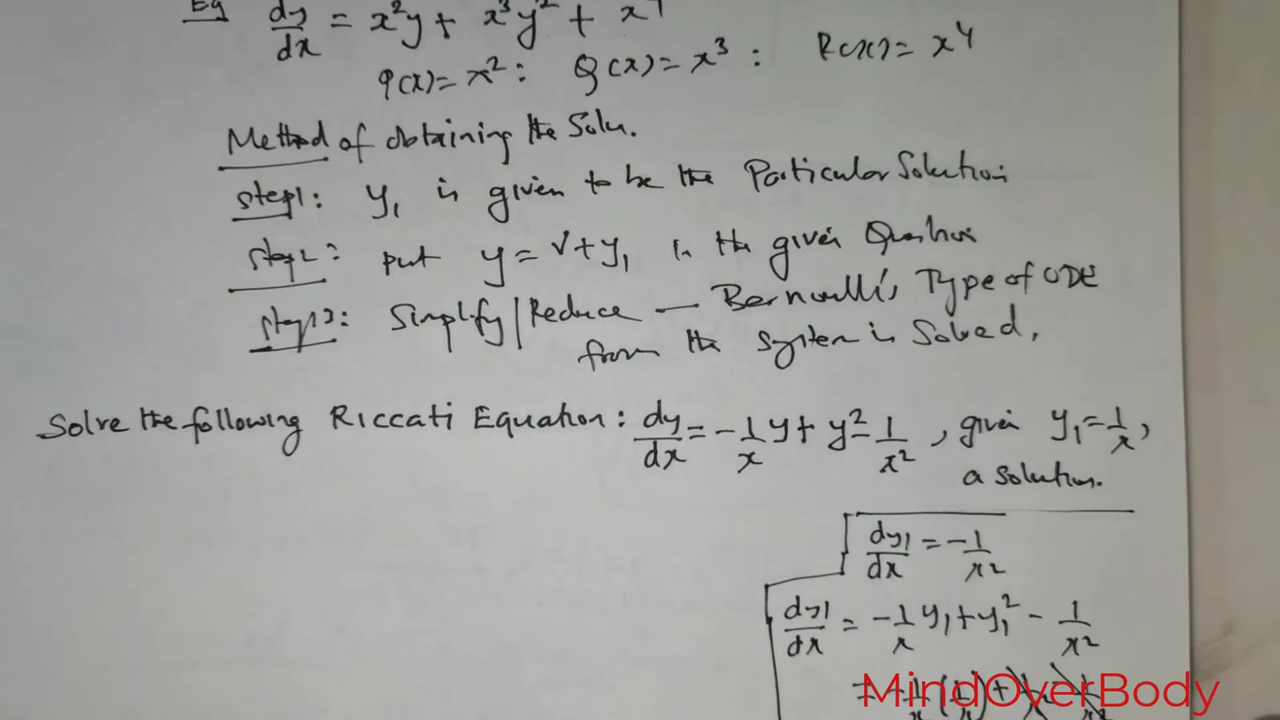 Eg dy/dx = x²y + x³y² + x⁴
P(x) = x² : Q(x) = x³ : R(x) = x⁴
Method of obtaining the Soln.
step1: y₁ is given to be the Particular Solution
step2: put y = v + y₁ in the given Question
step3: Simplify/Reduce — Bernoulli's Type of ODE
from the system is Solved.
Solve the following Riccati Equation: dy/dx = -1/x y + y² - 1/x², given y₁ = 1/x,
a solution.
dy₁/dx = -1/x²
dy₁/dx = -1/x y₁ + y₁² - 1/x²
= -1/x (1/x) +
MindOverBody